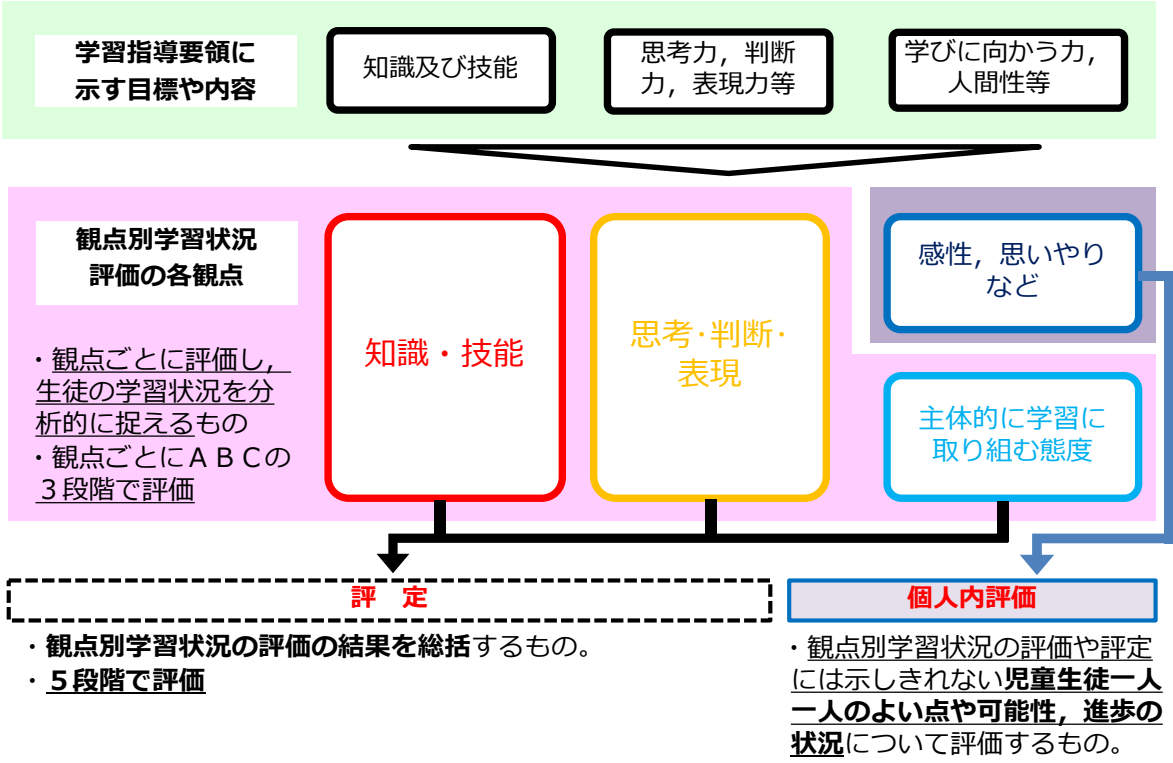 学習指導要領に
示す目標や内容
知識及び技能
思考力，判断
力，表現力等
学びに向かう力，
人間性等
観点別学習状況
評価の各観点
・観点ごとに評価し，
生徒の学習状況を分
析的に捉えるもの
・観点ごとにＡＢＣの
３段階で評価
知識・技能
思考・判断・
表現
感性，思いやり
など
主体的に学習に
取り組む態度
評　定
・観点別学習状況の評価の結果を総括するもの。
・５段階で評価
個人内評価
・観点別学習状況の評価や評定
には示しきれない児童生徒一人
一人のよい点や可能性，進歩の
状況について評価するもの。